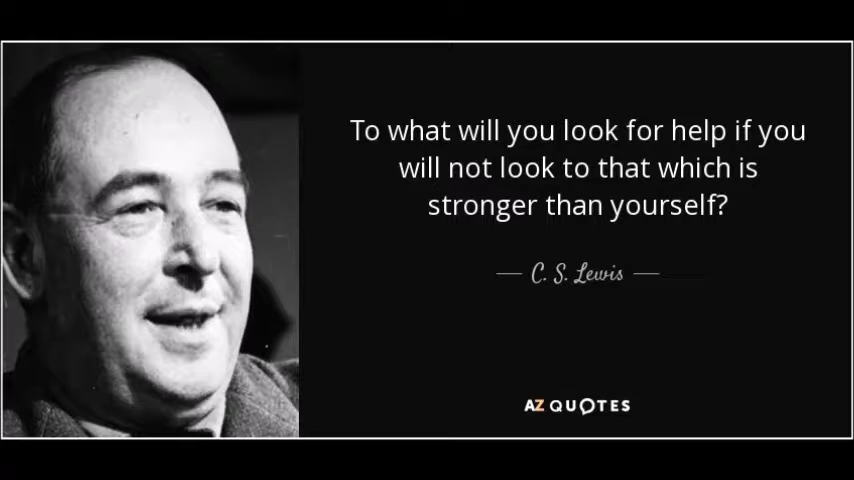 To what will you look for help if you
will not look to that which is
stronger than yourself?
C. S. Lewis
AZ QUOTES